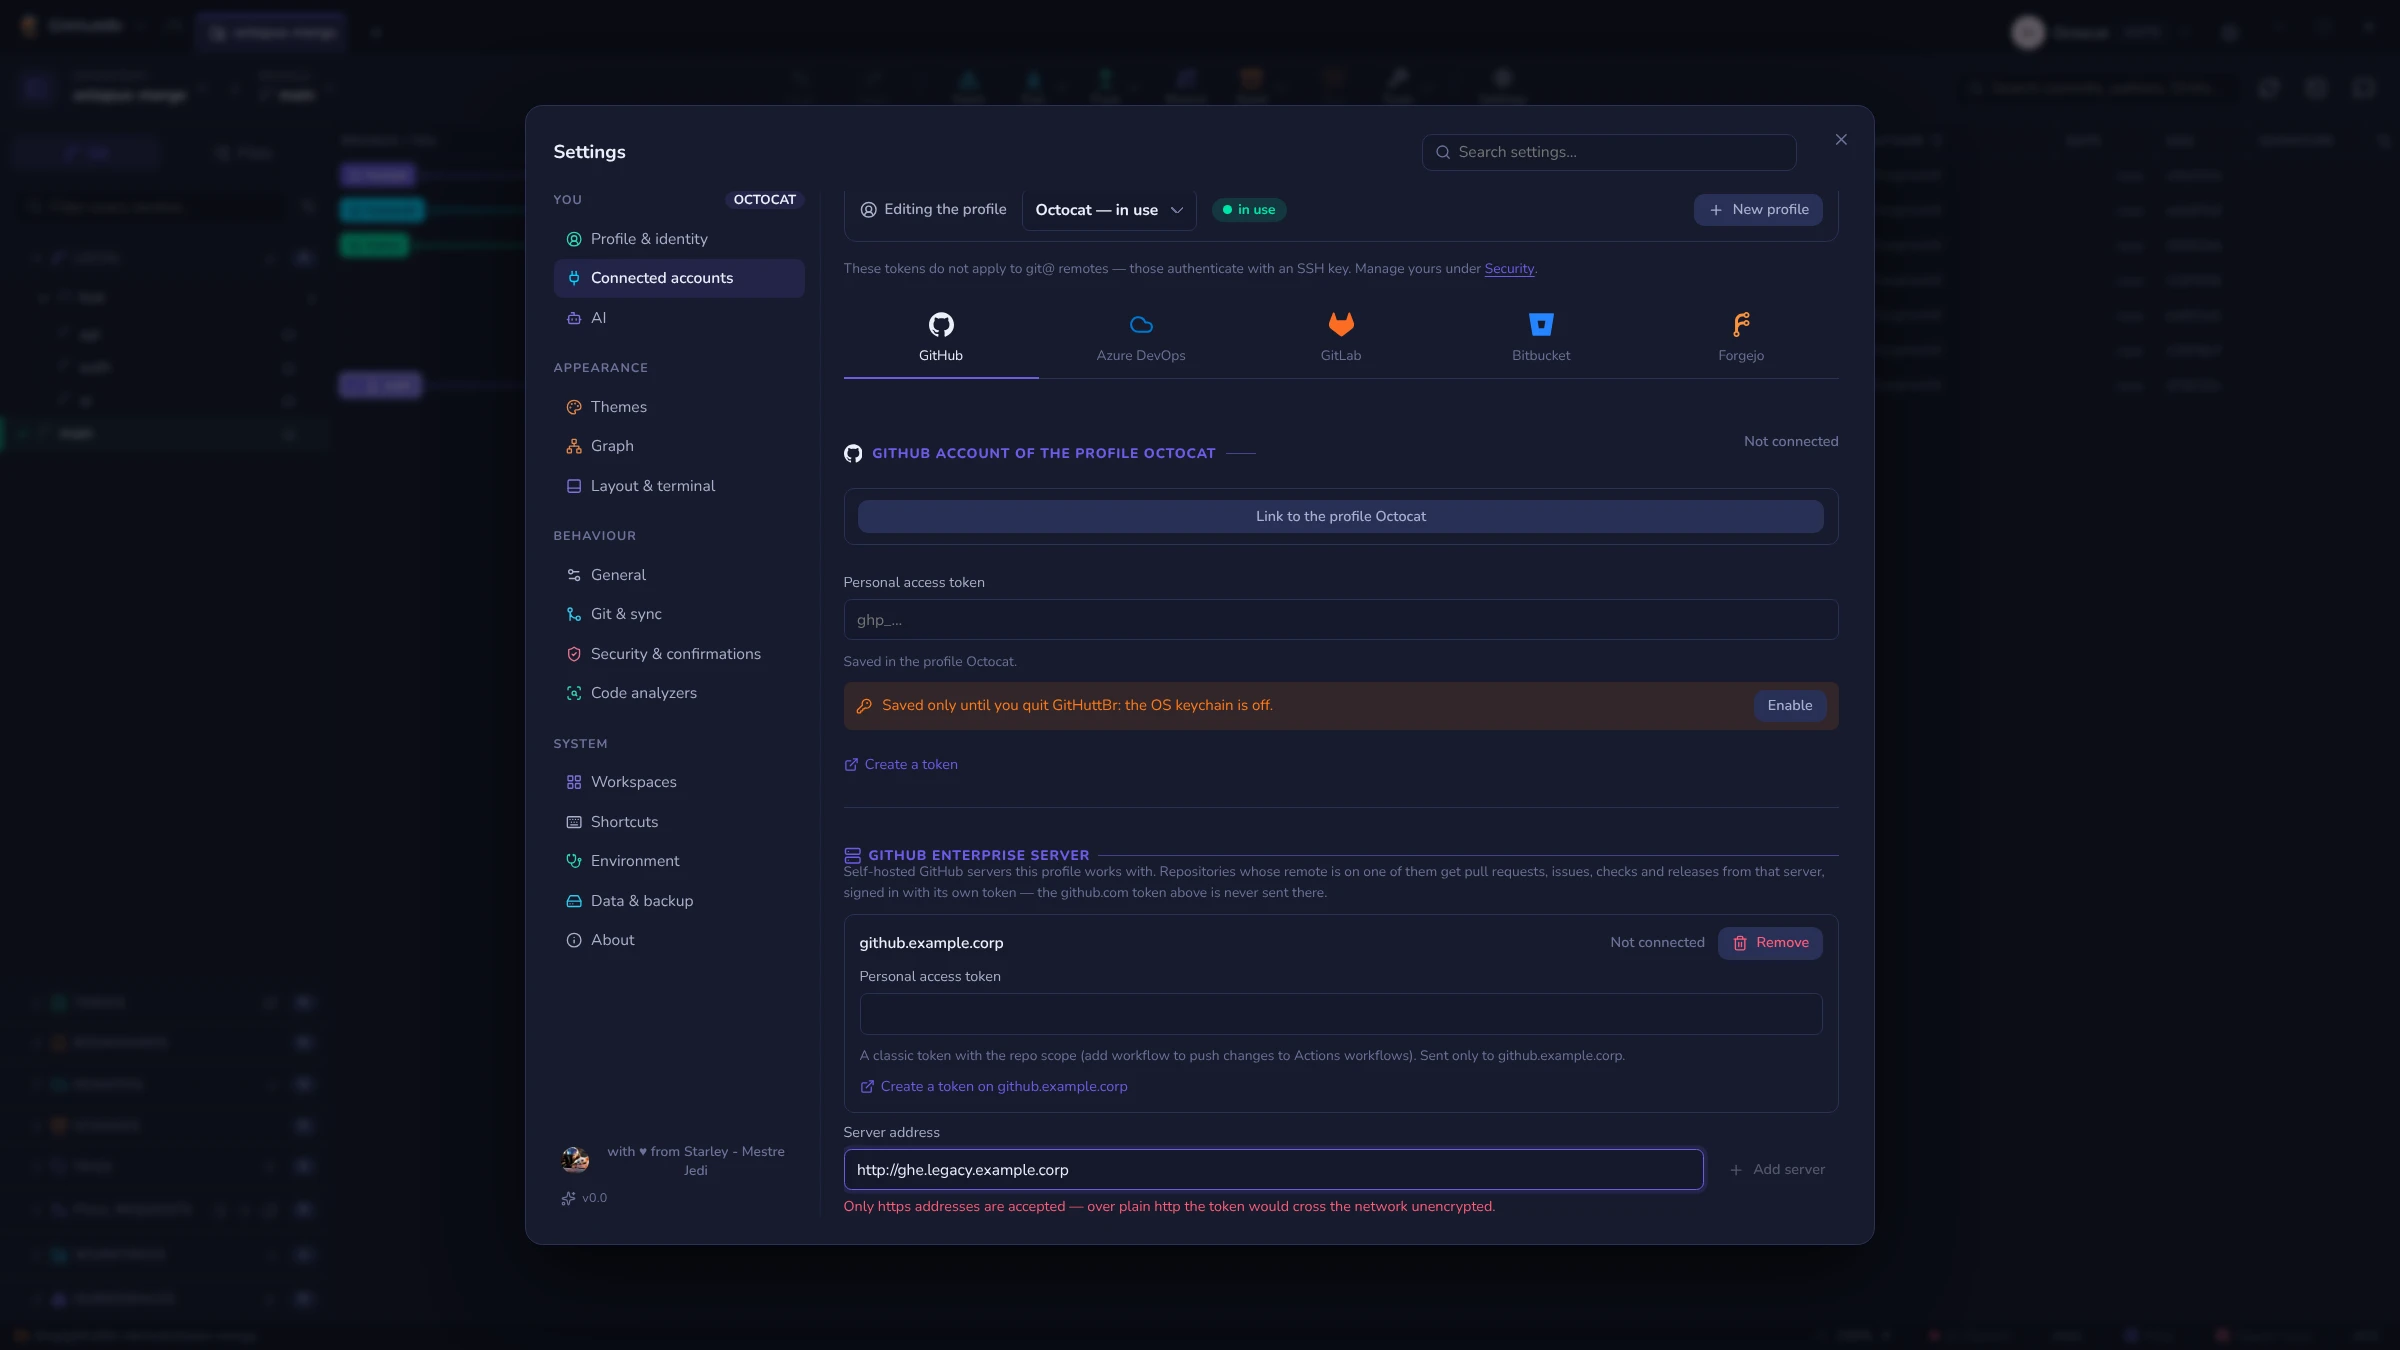 Settings
Search settings...
YOU
OCTOCAT
Profile & identity
Connected accounts
AI
APPEARANCE
Themes
Graph
Layout & terminal
BEHAVIOUR
General
Git & sync
Security & confirmations
Code analyzers
SYSTEM
Workspaces
Shortcuts
Environment
Data & backup
About
with ♥ from Starley - Mestre
Jedi
v0.0
Editing the profile
Octocat — in use
in use
New profile
These tokens do not apply to git@ remotes — those authenticate with an SSH key. Manage yours under Security.
GitHub
Azure DevOps
GitLab
Bitbucket
Forgejo
GITHUB ACCOUNT OF THE PROFILE OCTOCAT
Not connected
Link to the profile Octocat
Personal access token
ghp_...
Saved in the profile Octocat.
Saved only until you quit GitHuttBr: the OS keychain is off.
Enable
Create a token
GITHUB ENTERPRISE SERVER
Self-hosted GitHub servers this profile works with. Repositories whose remote is on one of them get pull requests, issues, checks and releases from that server,
signed in with its own token — the github.com token above is never sent there.
github.example.corp
Not connected
Remove
Personal access token
A classic token with the repo scope (add workflow to push changes to Actions workflows). Sent only to github.example.corp.
Create a token on github.example.corp
Server address
http://ghe.legacy.example.corp
Add server
Only https addresses are accepted — over plain http the token would cross the network unencrypted.